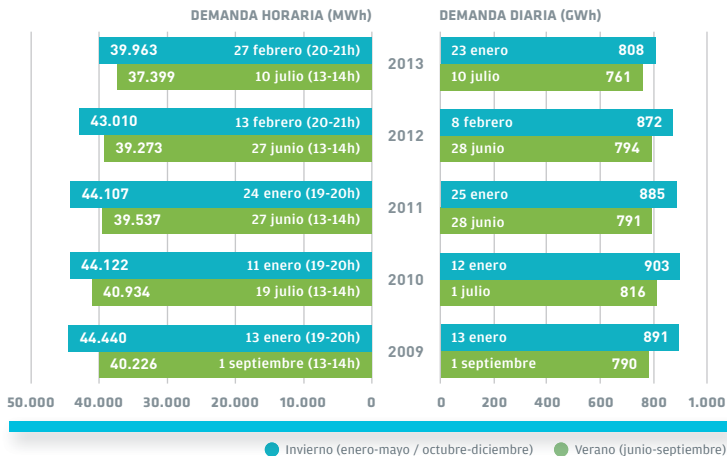 DEMANDA HORARIA (MWh) DEMANDA DIARIA (GWh)
39.963 27 febrero (20-21h) 23 enero 808
2013
37.399 10 julio (13-14h) 10 julio 761
43.010 13 febrero (20-21h) 8 febrero 872
2012
39.273 27 junio (13-14h) 28 junio 794
44.107 24 enero (19-20h) 25 enero 885
2011
39.537 27 junio (13-14h) 28 junio 791
44.122 11 enero (19-20h) 12 enero 903
2010
40.934 19 julio (13-14h) 1 julio 816
44.440 13 enero (19-20h) 13 enero 891
2009
40.226 1 septiembre (13-14h) 1 septiembre 790
50.000 40.000 30.000 20.000 10.000 0 0 200 400 600 800 1.000
Invierno (enero-mayo / octubre-diciembre) Verano (junio-septiembre)